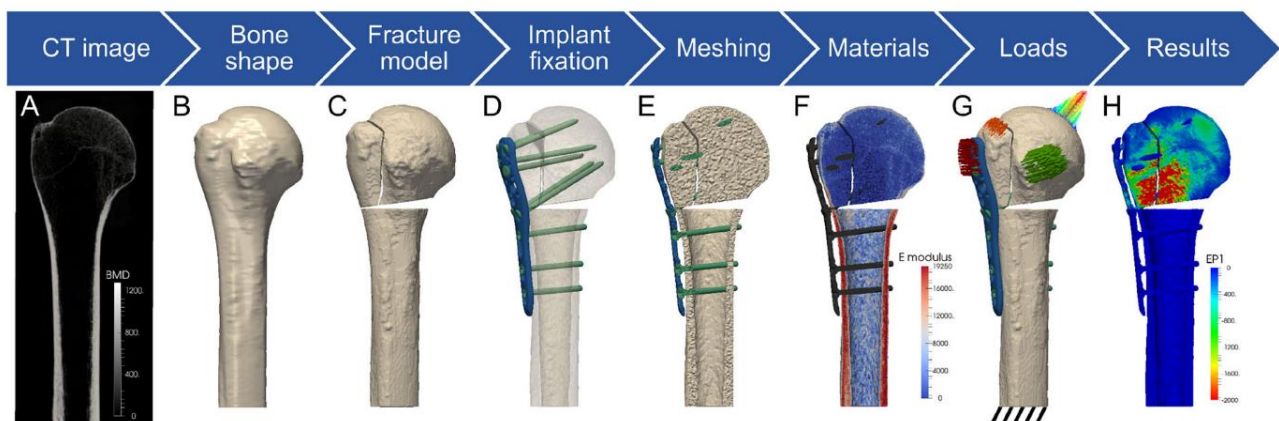 CT image
Bone
shape
Fracture
model
Implant
fixation
Meshing
Materials
Loads
Results
A
B
C
D
E
F
G
H
BMD
1200.
800.
400.
0
E modulus
19250
16000.
12000.
8000.
4000.
0
EP1
0
-400.
-800.
-1200.
-1600.
-2000